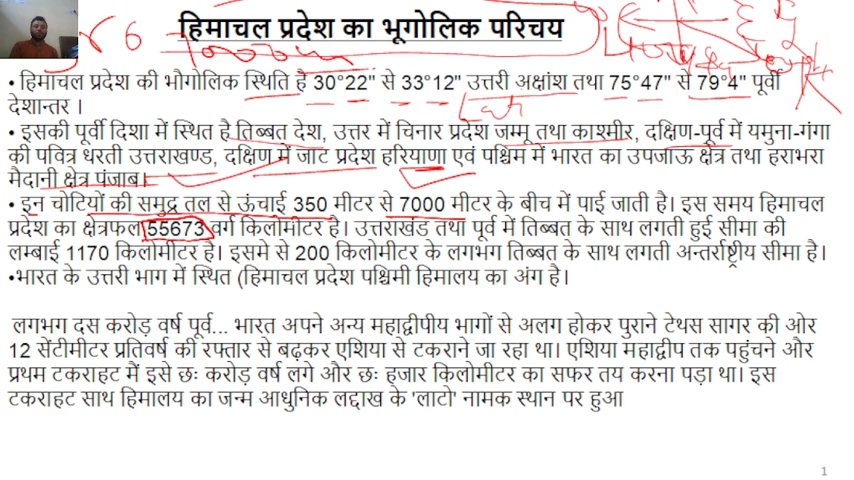 हिमाचल प्रदेश का भूगोलिक परिचय
• हिमाचल प्रदेश की भौगोलिक स्थिति है 30°22" से 33°12" उत्तरी अक्षांश तथा 75°47" से 79°4" पूर्वी
देशान्तर ।
• इसकी पूर्वी दिशा में स्थित है तिब्बत देश, उत्तर में चिनार प्रदेश जम्मू तथा काश्मीर, दक्षिण-पूर्व में यमुना-गंगा
की पवित्र धरती उत्तराखण्ड, दक्षिण में जाट प्रदेश हरियाणा एवं पश्चिम में भारत का उपजाऊ क्षेत्र तथा हराभरा
मैदानी क्षेत्र पंजाब।
• इन चोटियों की समुद्र तल से ऊंचाई 350 मीटर से 7000 मीटर के बीच में पाई जाती है। इस समय हिमाचल
प्रदेश का क्षेत्रफल 55673 वर्ग किलोमीटर है। उत्तराखंड तथा पूर्व में तिब्बत के साथ लगती हुई सीमा की
लम्बाई 1170 किलोमीटर है। इसमे से 200 किलोमीटर के लगभग तिब्बत के साथ लगती अन्तर्राष्ट्रीय सीमा है।
•भारत के उत्तरी भाग में स्थित (हिमाचल प्रदेश पश्चिमी हिमालय का अंग है।
लगभग दस करोड़ वर्ष पूर्व... भारत अपने अन्य महाद्वीपीय भागों से अलग होकर पुराने टेथस सागर की ओर
12 सेंटीमीटर प्रतिवर्ष की रफ्तार से बढ़कर एशिया से टकराने जा रहा था। एशिया महाद्वीप तक पहुंचने और
प्रथम टकराहट मैं इसे छः करोड़ वर्ष लगे और छः हजार किलोमीटर का सफर तय करना पड़ा था। इस
टकराहट साथ हिमालय का जन्म आधुनिक लद्दाख के 'लाटो' नामक स्थान पर हुआ
1